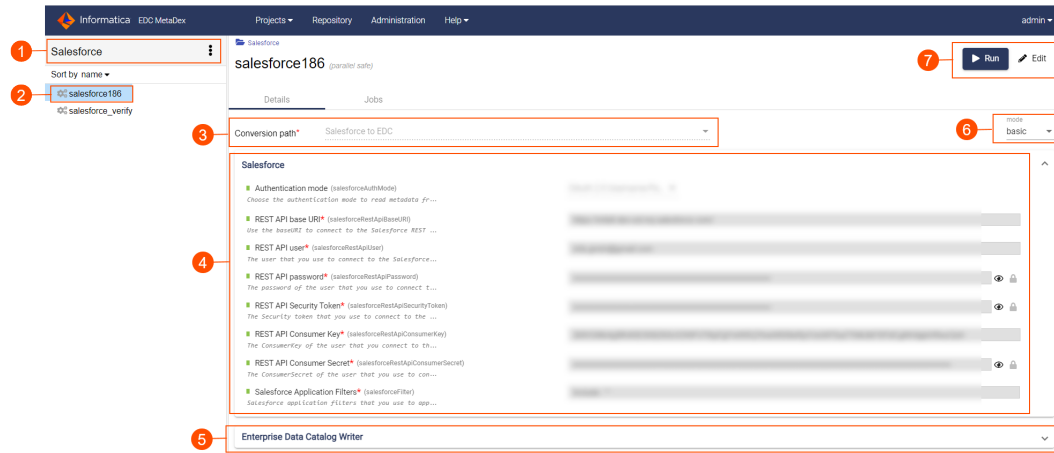 Informatica EDC MetaDex Projects Repository Administration Help admin
1 Salesforce
Sort by name
2 salesforce186
salesforce_verify
Salesforce
salesforce186 (parallel safe)
7 Run Edit
Details Jobs
3 Conversion path* Salesforce to EDC
6 mode
basic
4
Salesforce
Authentication mode (salesforceAuthMode)
Choose the authentication mode to read metadata fr...
REST API base URI* (salesforceRestApiBaseURI)
Use the baseURI to connect to the Salesforce REST ...
REST API user* (salesforceRestApiUser)
The user that you use to connect to the Salesforce...
REST API password* (salesforceRestApiPassword)
The password of the user that you use to connect t...
REST API Security Token* (salesforceRestApiSecurityToken)
The Security token that you use to connect to the ...
REST API Consumer Key* (salesforceRestApiConsumerKey)
The ConsumerKey of the user that you connect to th...
REST API Consumer Secret* (salesforceRestApiConsumerSecret)
The ConsumerSecret of the user that you use to con...
Salesforce Application Filters* (salesforceFilter)
Salesforce application filters that you use to app...
5 Enterprise Data Catalog Writer